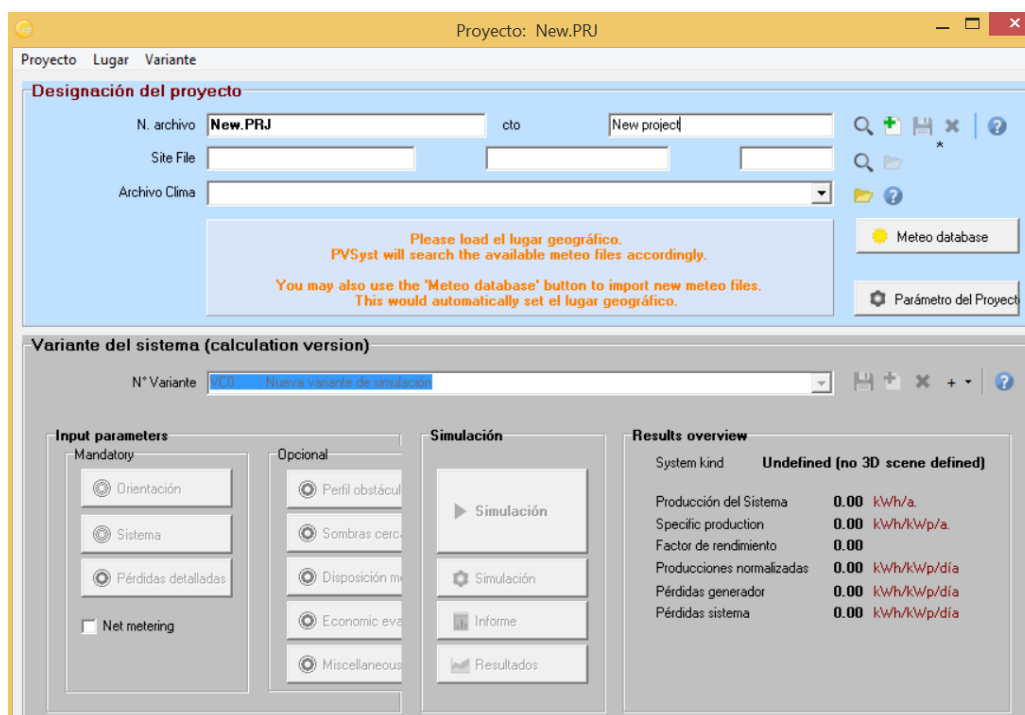 Proyecto: New.PRJ
Proyecto Lugar Variante
Designación del proyecto
N. archivo New.PRJ cto New project
Site File
Archivo Clima
Please load el lugar geográfico.
PVSyst will search the available meteo files accordingly.
You may also use the 'Meteo database' button to import new meteo files.
This would automatically set el lugar geográfico.
Meteo database
Parámetro del Proyect
Variante del sistema (calculation version)
N° Variante VC0 : Nueva variante de simulación
Input parameters
Mandatory
Orientación
Sistema
Pérdidas detalladas
Net metering
Opcional
Perfil obstácul
Sombras cerc
Disposición m
Economic eva
Miscellaneous
Simulación
Simulación
Simulación
Informe
Resultados
Results overview
System kind Undefined (no 3D scene defined)
Producción del Sistema 0.00 kWh/a.
Specific production 0.00 kWh/kWp/a.
Factor de rendimiento 0.00
Producciones normalizadas 0.00 kWh/kWp/día
Pérdidas generador 0.00 kWh/kWp/día
Pérdidas sistema 0.00 kWh/kWp/día